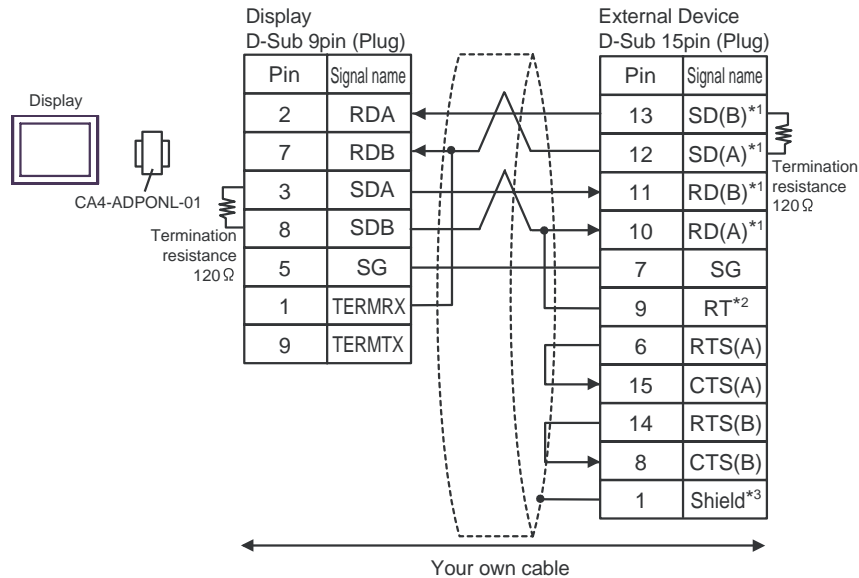 Display
D-Sub 9pin (Plug)
External Device
D-Sub 15pin (Plug)
Pin Signal name
2 RDA
7 RDB
3 SDA
8 SDB
5 SG
1 TERMRX
9 TERMTX
Pin Signal name
13 SD(B)*1
12 SD(A)*1
11 RD(B)*1
10 RD(A)*1
7 SG
9 RT*2
6 RTS(A)
15 CTS(A)
14 RTS(B)
8 CTS(B)
1 Shield*3
Display
CA4-ADPONL-01
Termination
resistance
120Ω
Termination
resistance
120Ω
Your own cable